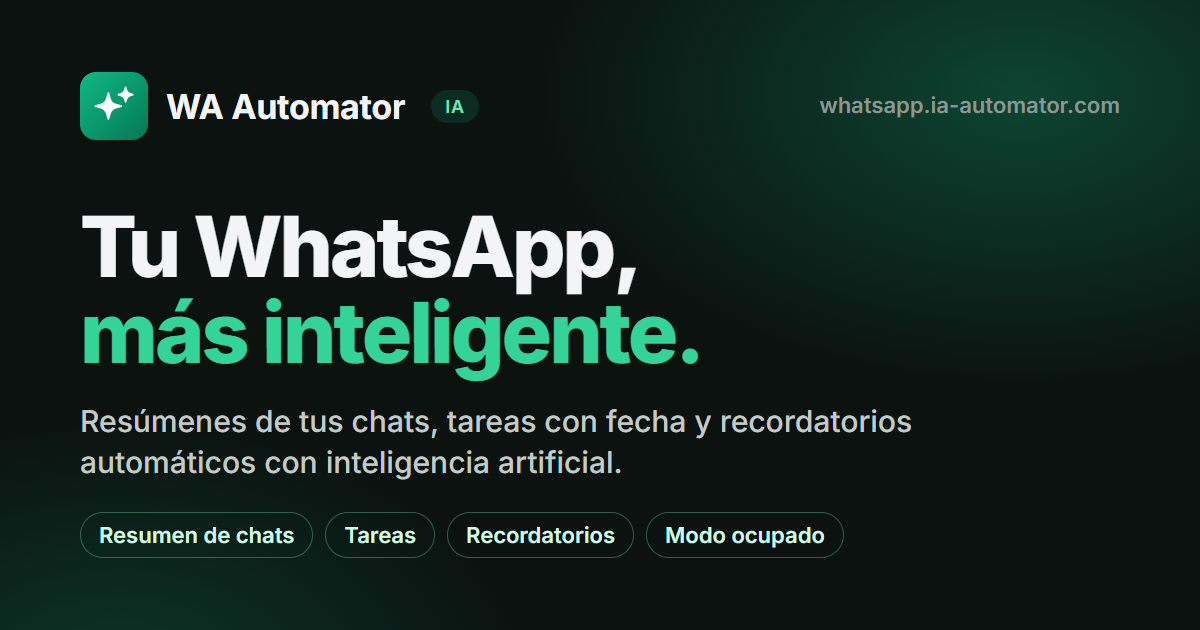 WA Automator
IA
whatsapp.ia-automator.com
Tu WhatsApp,
más inteligente.
Resúmenes de tus chats, tareas con fecha y recordatorios
automáticos con inteligencia artificial.
Resumen de chats
Tareas
Recordatorios
Modo ocupado